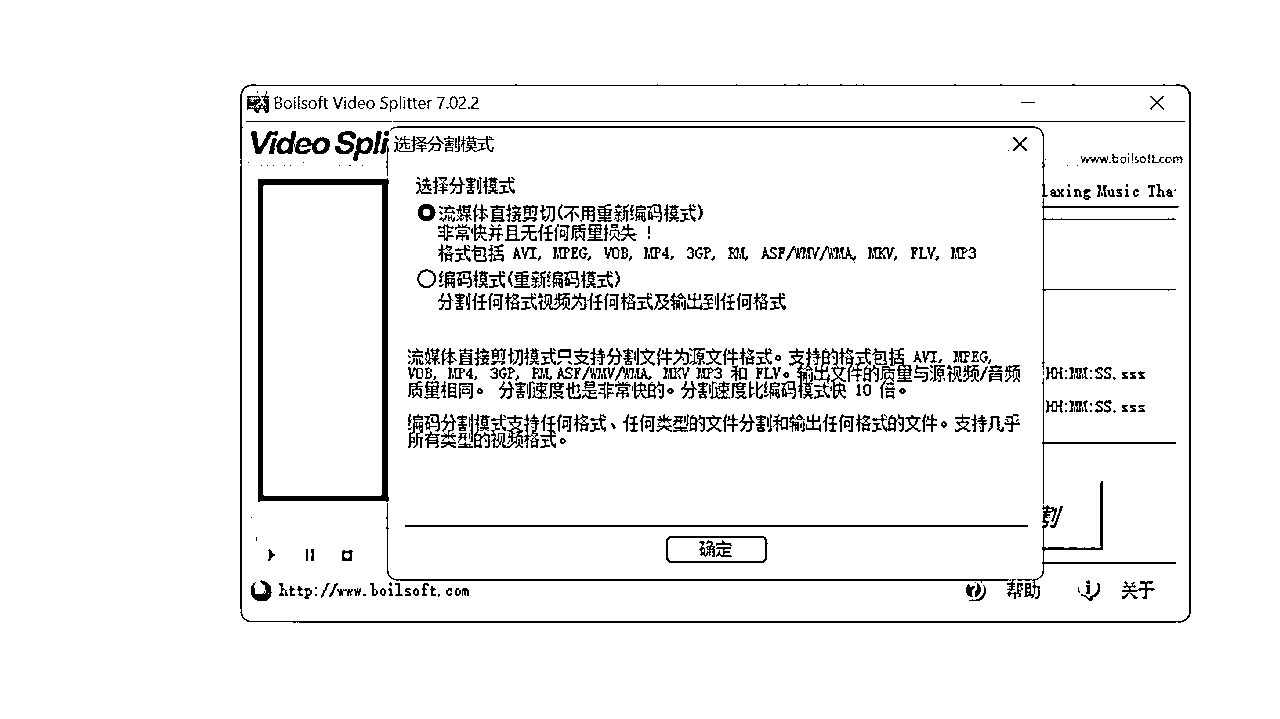 Boilsoft Video Splitter 7.02.2
Video Spli
www.boilsoft.com
选择分割模式
laxing Music Tha
选择分割模式
流媒体直接剪切(不用重新编码模式)
非常快并且无任何质量损失 !
格式包括 AVI, MPEG, VOB, MP4, 3GP, RM, ASF/WMV/WMA, MKV, FLV, MP3
编码模式(重新编码模式)
分割任何格式视频为任何格式及输出到任何格式
流媒体直接剪切模式只支持分割文件为源文件格式。支持的格式包括 AVI, MPEG,
VOB, MP4, 3GP, RM,ASF/WMV/WMA, MKV MP3 和 FLV。输出文件的质量与源视频/音频
质量相同。 分割速度也是非常快的。分割速度比编码模式快 10 倍。
HH:MM:SS.sss
HH:MM:SS.sss
编码分割模式支持任何格式、任何类型的文件分割和输出任何格式的文件。支持几乎
所有类型的视频格式。
割
确定
http://www.boilsoft.com
帮助
关于